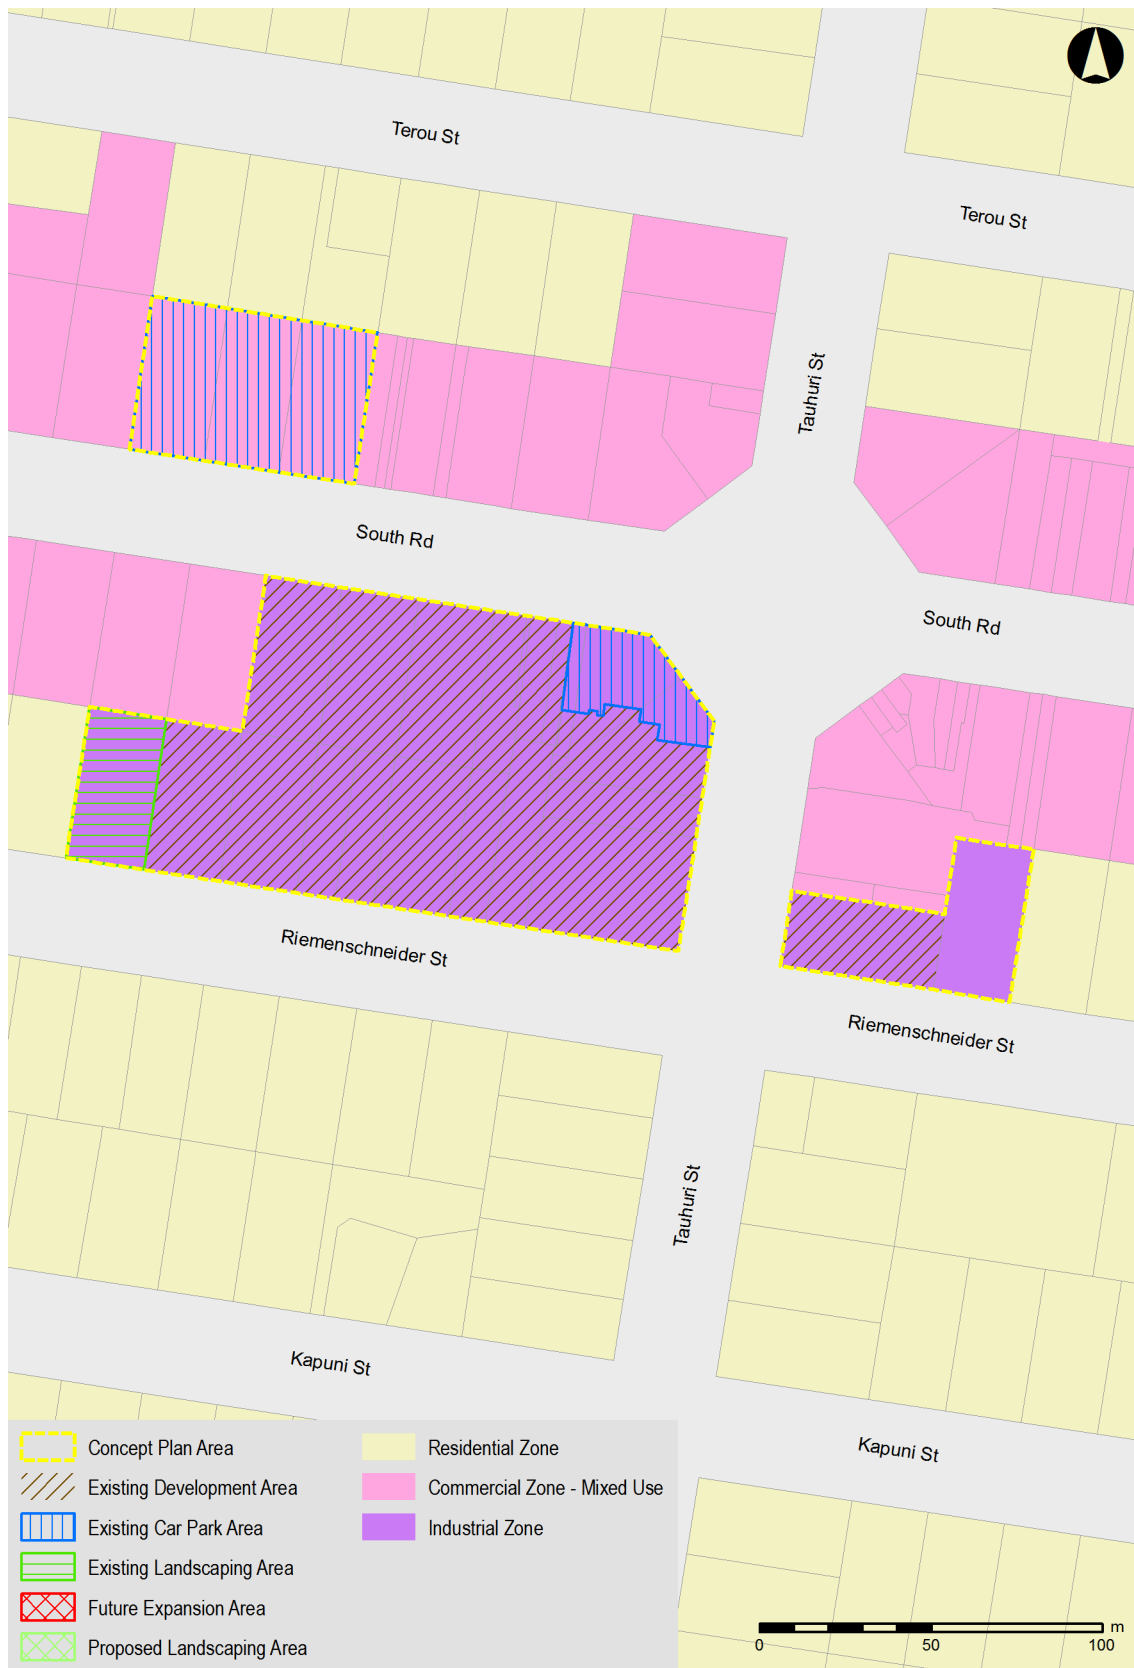 Terou St
Terou St
Tauhuri St
South Rd
South Rd
Riemenschneider St
Riemenschneider St
Tauhuri St
Kapuni St
Kapuni St
Concept Plan Area
Existing Development Area
Existing Car Park Area
Existing Landscaping Area
Future Expansion Area
Proposed Landscaping Area
Residential Zone
Commercial Zone - Mixed Use
Industrial Zone
m
0 50 100